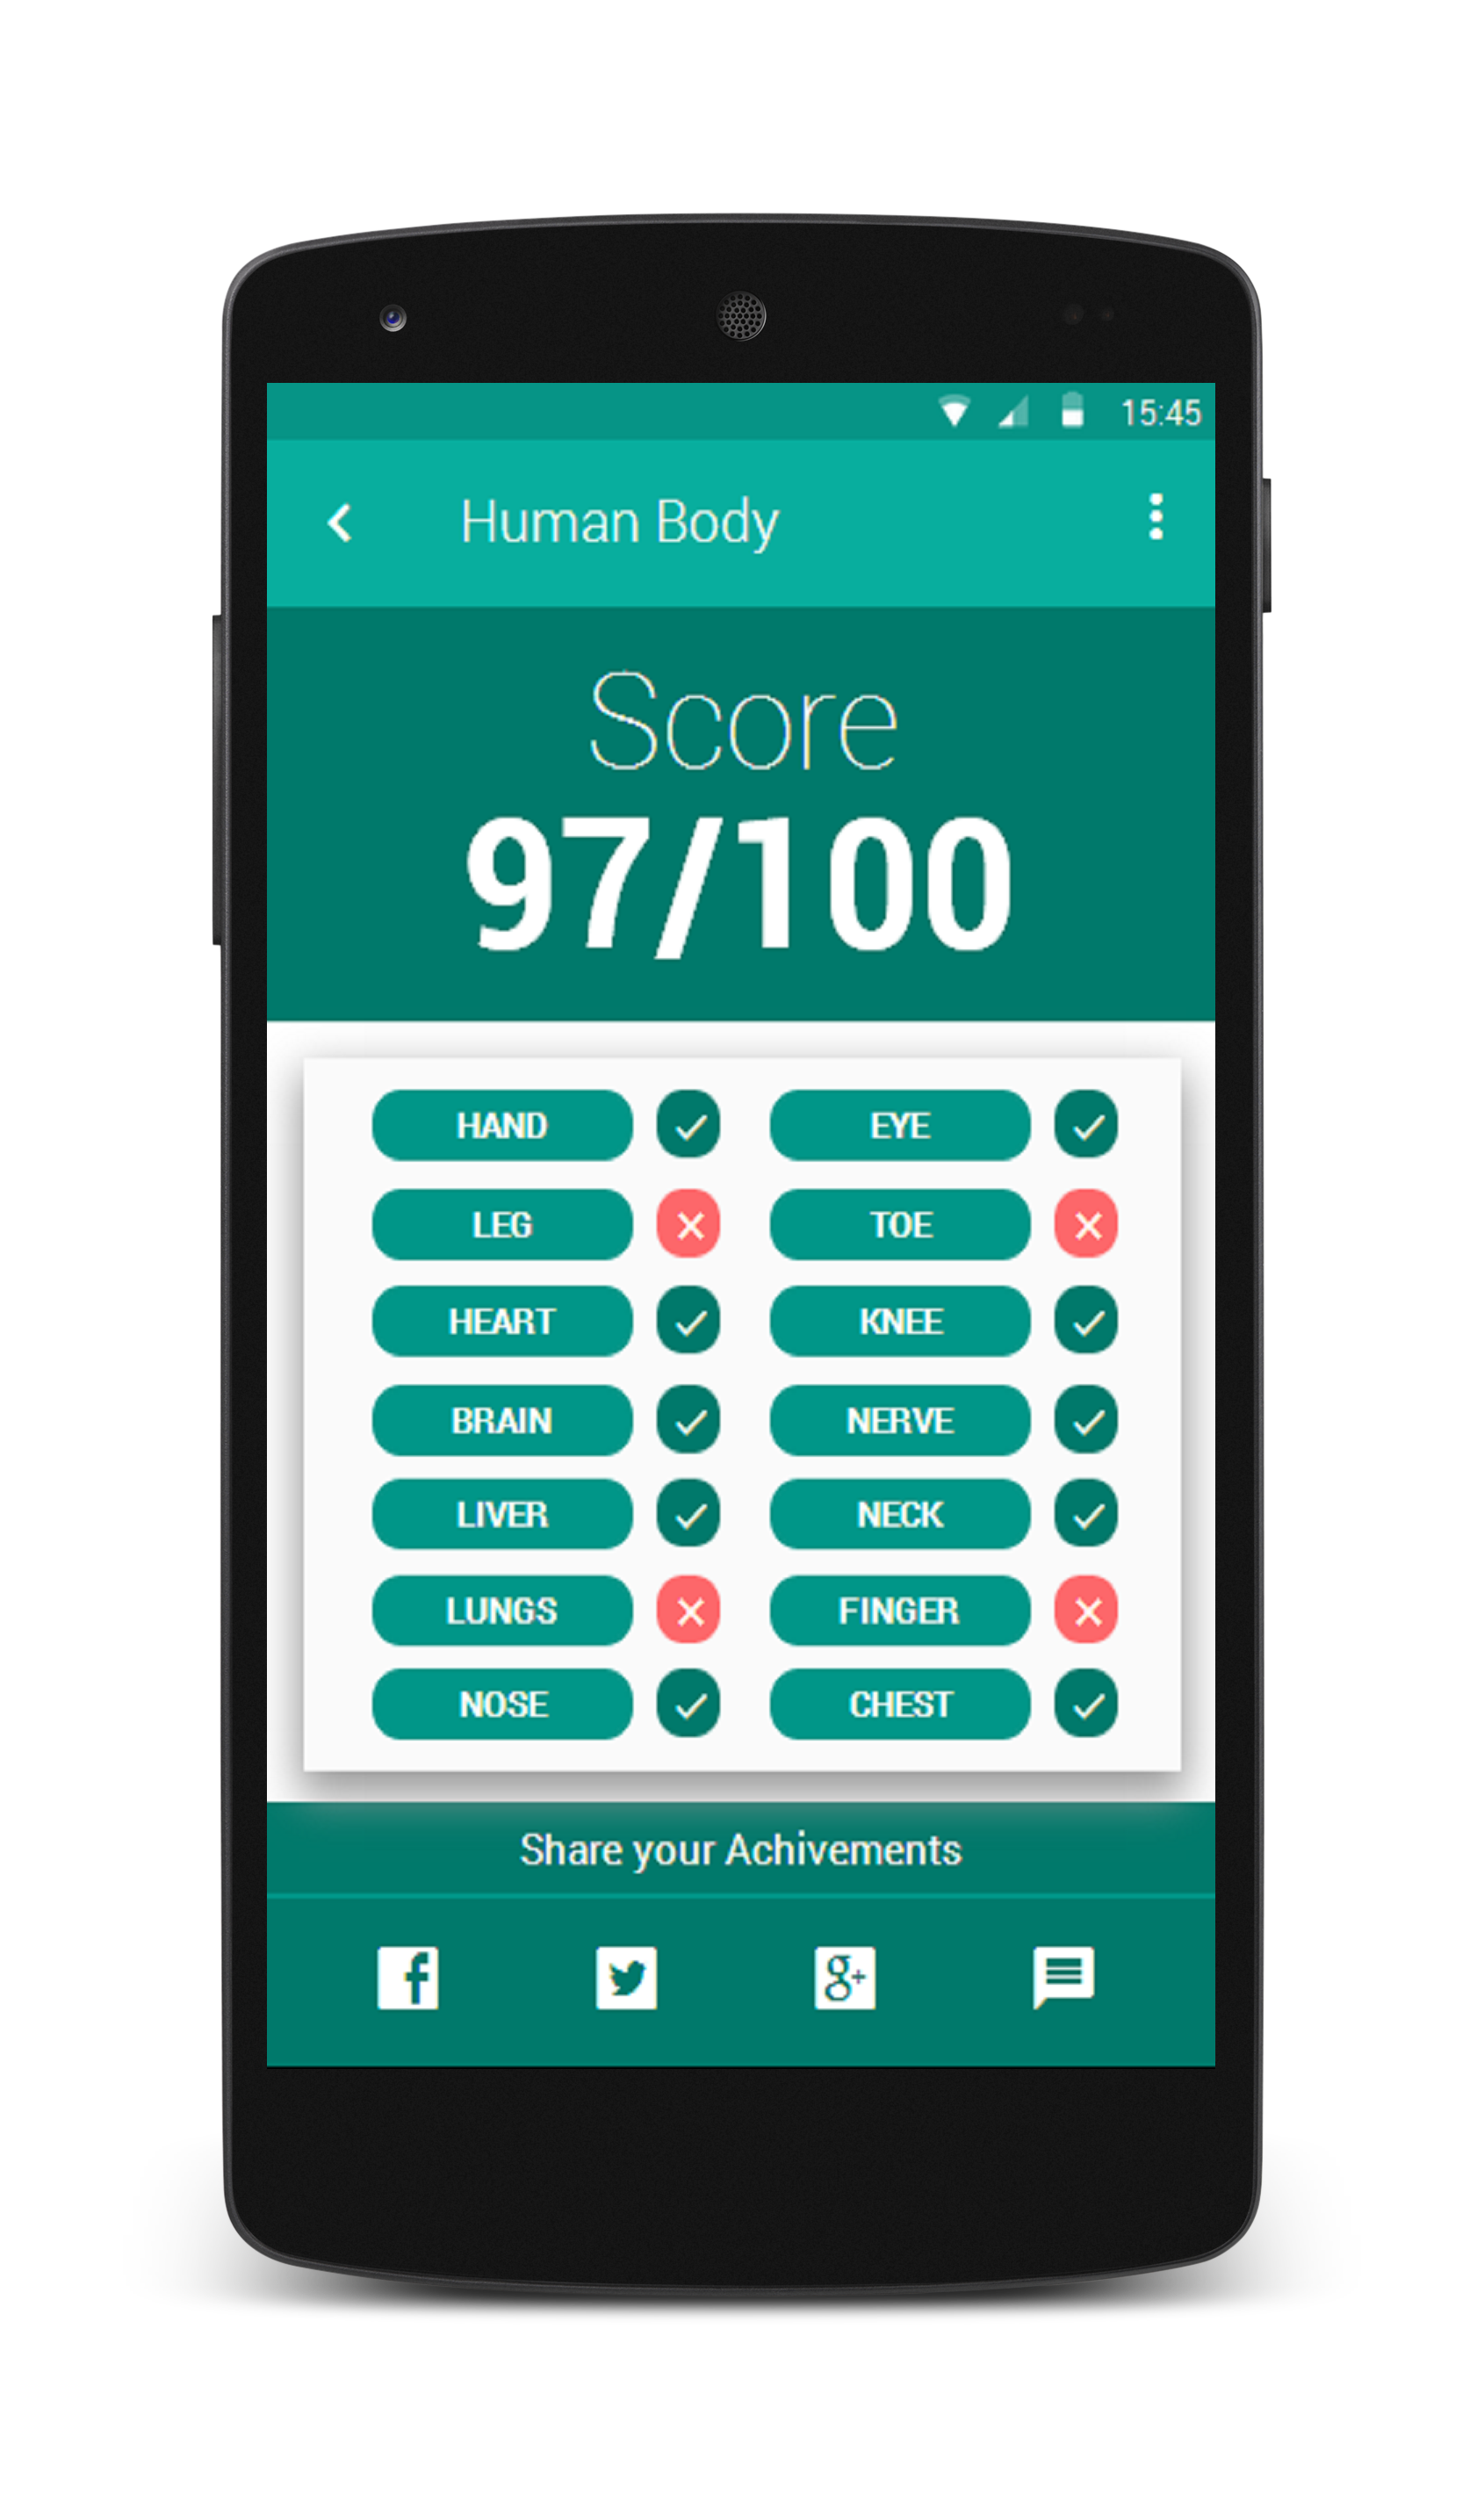 15:45
Human Body
Score
97/100
HAND EYE
LEG TOE
HEART KNEE
BRAIN NERVE
LIVER NECK
LUNGS FINGER
NOSE CHEST
Share your Achivements
f g+